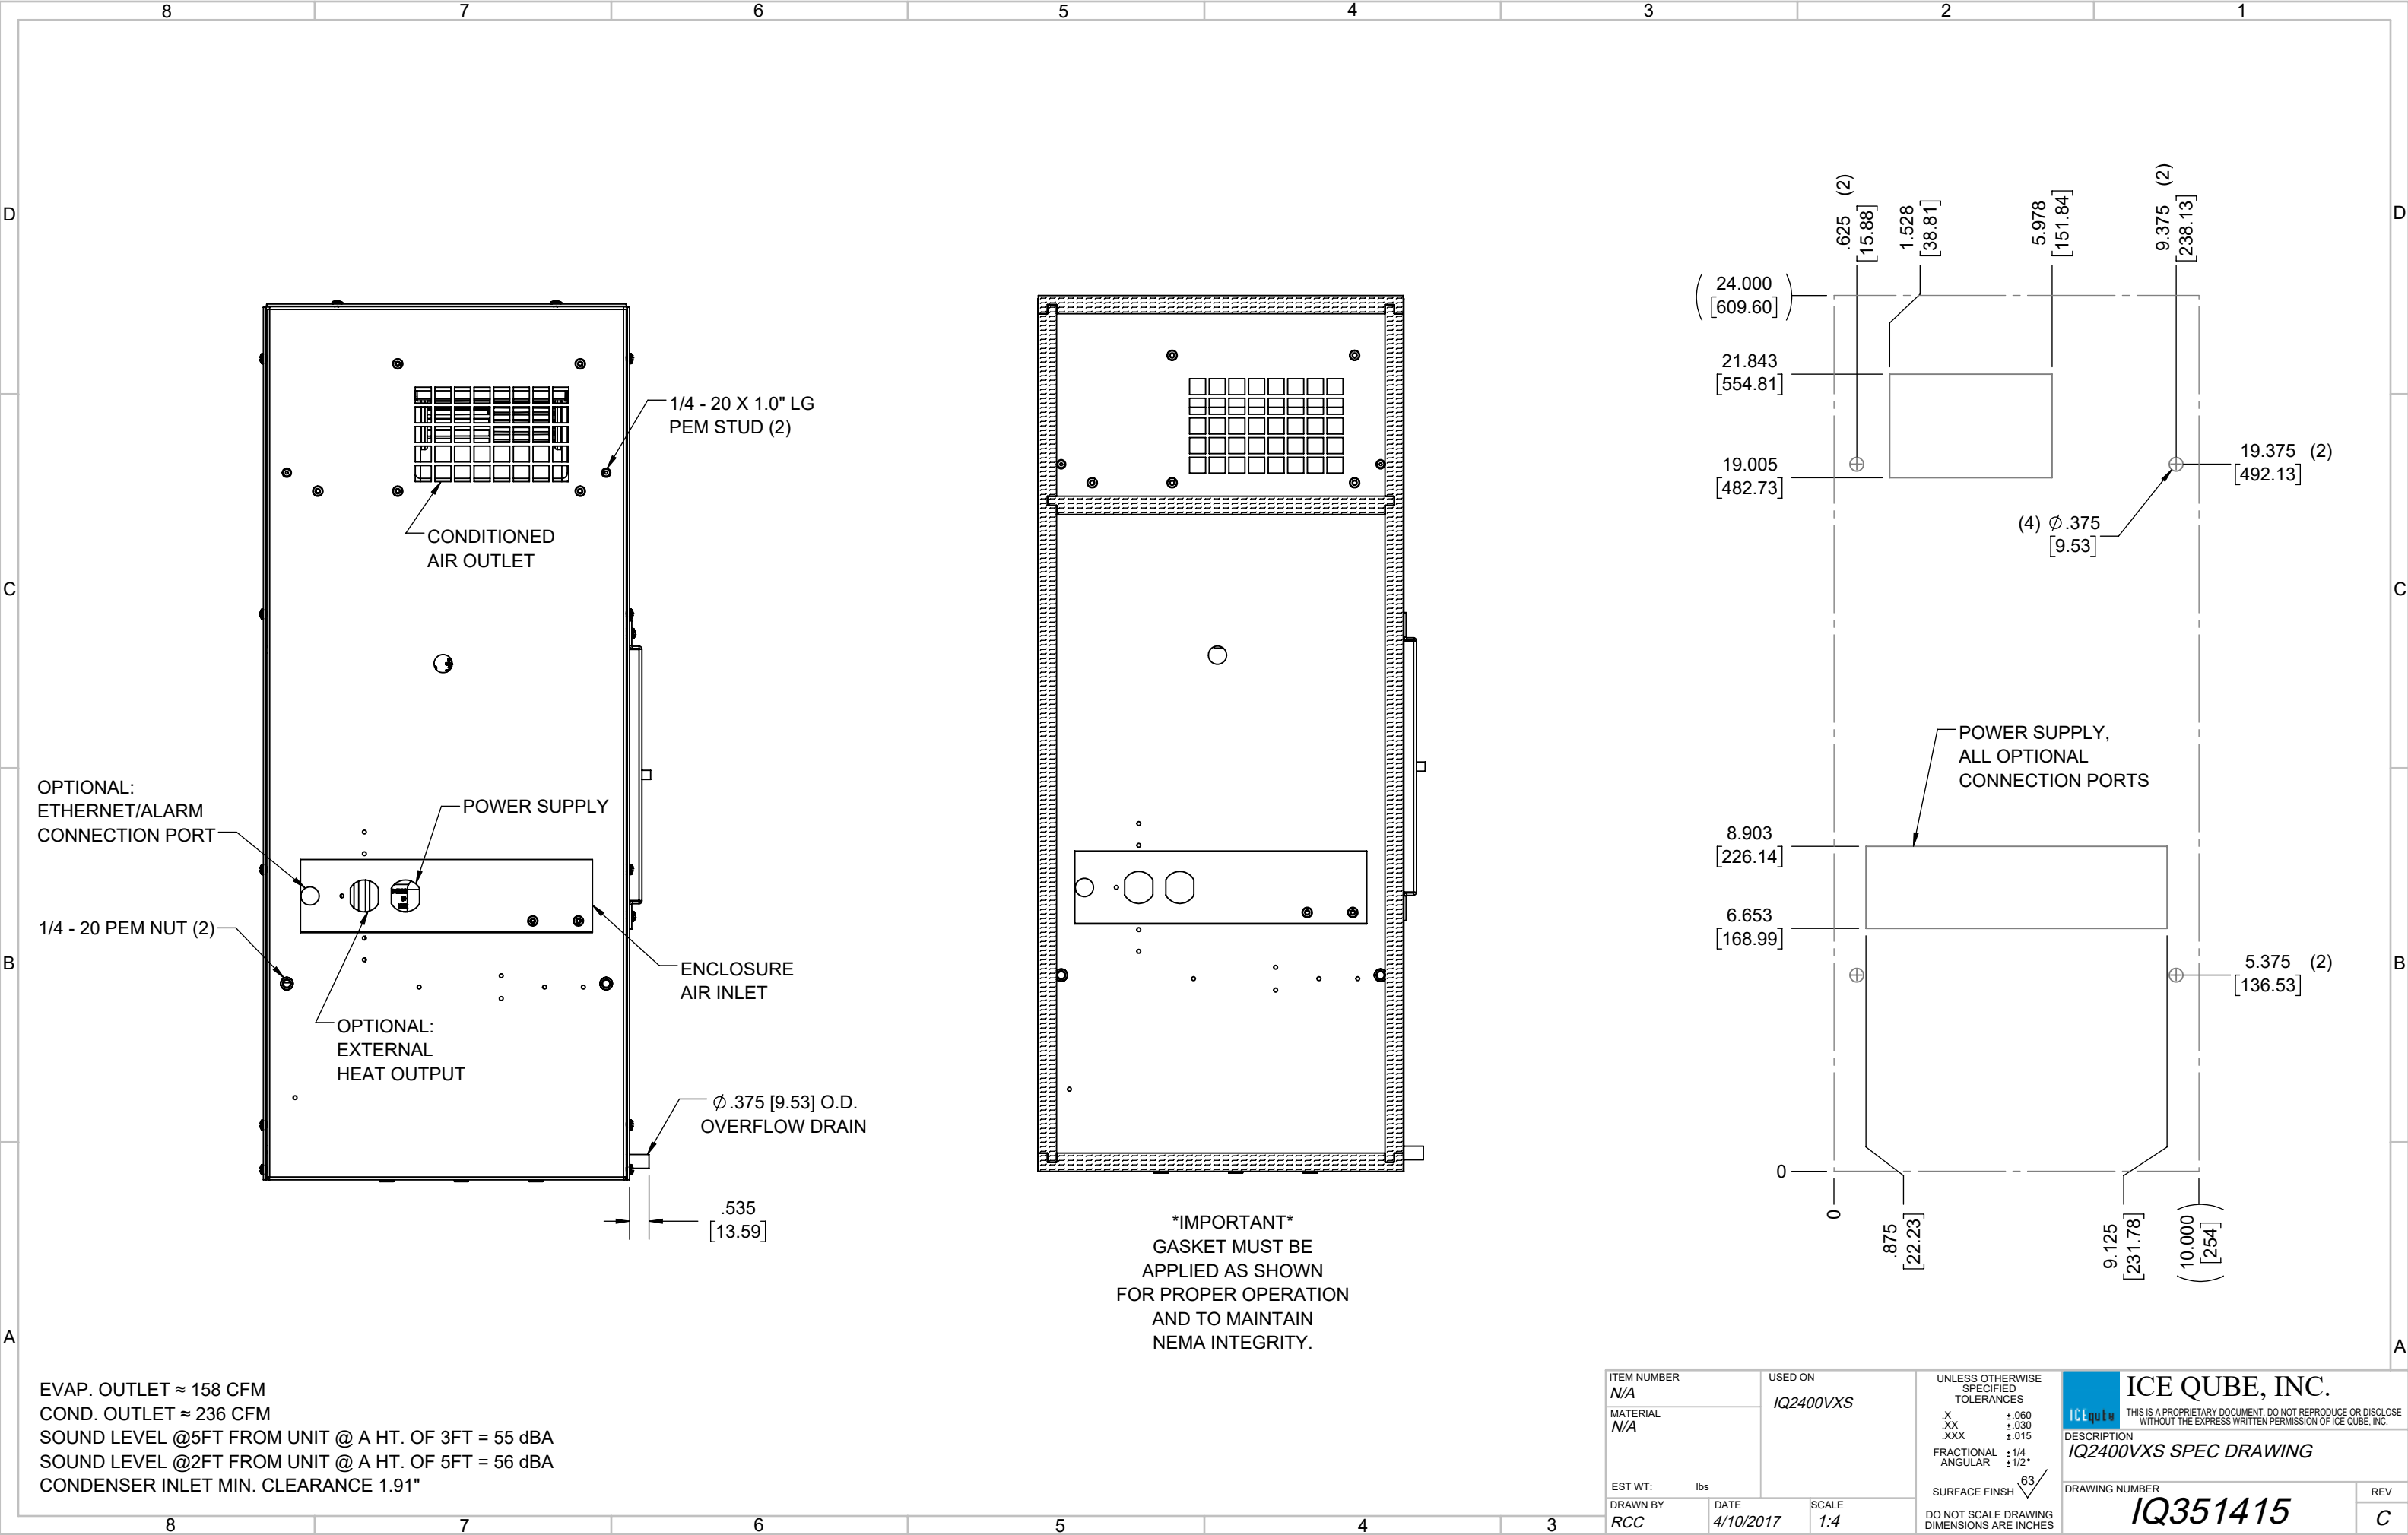 8 7 6 5 4 3 2 1
D
D
C
C
B
B
A
A
1/4 - 20 X 1.0" LG
PEM STUD (2)
CONDITIONED
AIR OUTLET
OPTIONAL:
ETHERNET/ALARM
CONNECTION PORT
POWER SUPPLY
1/4 - 20 PEM NUT (2)
ENCLOSURE
AIR INLET
OPTIONAL:
EXTERNAL
HEAT OUTPUT
Ø.375 [9.53] O.D.
OVERFLOW DRAIN
.535
[13.59]
*IMPORTANT*
GASKET MUST BE
APPLIED AS SHOWN
FOR PROPER OPERATION
AND TO MAINTAIN
NEMA INTEGRITY.
.625 (2)
[15.88]
1.528
[38.81]
5.978
[151.84]
9.375 (2)
[238.13]
(24.000
[609.60])
21.843
[554.81]
19.005
[482.73]
19.375 (2)
[492.13]
(4) Ø.375
[9.53]
POWER SUPPLY,
ALL OPTIONAL
CONNECTION PORTS
8.903
[226.14]
6.653
[168.99]
5.375 (2)
[136.53]
0
0
.875
[22.23]
9.125
[231.78]
(10.000
[254])
EVAP. OUTLET ≈ 158 CFM
COND. OUTLET ≈ 236 CFM
SOUND LEVEL @5FT FROM UNIT @ A HT. OF 3FT = 55 dBA
SOUND LEVEL @2FT FROM UNIT @ A HT. OF 5FT = 56 dBA
CONDENSER INLET MIN. CLEARANCE 1.91"
ITEM NUMBER
N/A
MATERIAL
N/A
EST WT: lbs
USED ON
IQ2400VXS
DRAWN BY
RCC
DATE
4/10/2017
SCALE
1:4
UNLESS OTHERWISE
SPECIFIED
TOLERANCES
.X ±.060
.XX ±.030
.XXX ±.015
FRACTIONAL ±1/4
ANGULAR ±1/2°
63
SURFACE FINSH
DO NOT SCALE DRAWING
DIMENSIONS ARE INCHES
ICEqube
ICE QUBE, INC.
THIS IS A PROPRIETARY DOCUMENT. DO NOT REPRODUCE OR DISCLOSE
WITHOUT THE EXPRESS WRITTEN PERMISSION OF ICE QUBE, INC.
DESCRIPTION
IQ2400VXS SPEC DRAWING
DRAWING NUMBER
IQ351415
REV
C
8 7 6 5 4 3